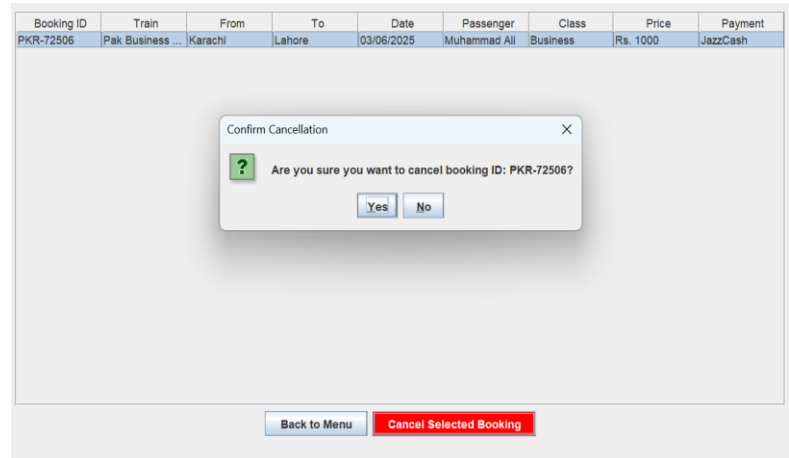 Booking ID Train From To Date Passenger Class Price Payment
PKR-72506 Pak Business ... Karachi Lahore 03/06/2025 Muhammad Ali Business Rs. 1000 JazzCash
Confirm Cancellation
?
Are you sure you want to cancel booking ID: PKR-72506?
Yes No
Back to Menu Cancel Selected Booking